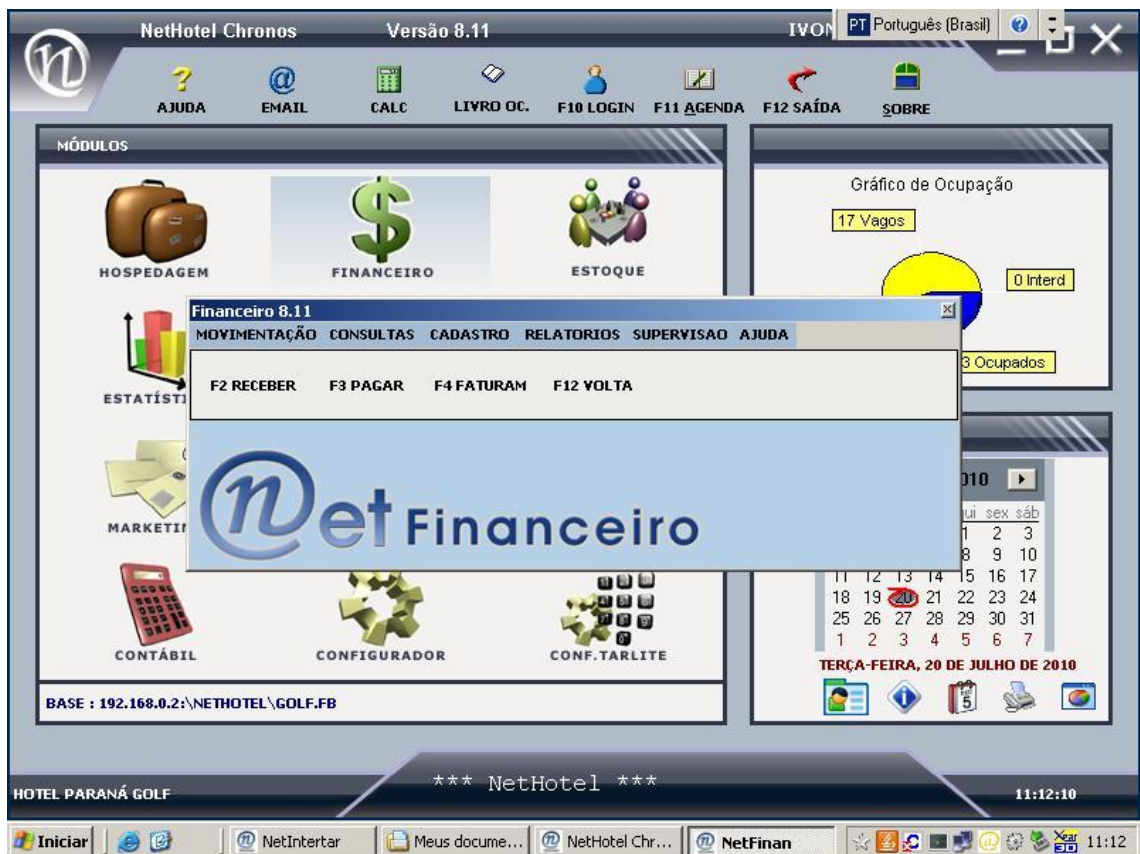 NetHotel Chronos Versão 8.11
PT Português (Brasil)
AJUDA EMAIL CALC LIVRO OC. F10 LOGIN F11 AGENDA F12 SAÍDA SOBRE
MÓDULOS
HOSPEDAGEM FINANCEIRO ESTOQUE
Gráfico de Ocupação
17 Vagos
0 Interd
Ocupados
Financeiro 8.11
MOVIMENTAÇÃO CONSULTAS CADASTRO RELATORIOS SUPERVISAO AJUDA
F2 RECEBER F3 PAGAR F4 FATURAM F12 VOLTA
net Financeiro
sex sáb
1 2 3
8 9 10
11 12 13 14 15 16 17
18 19 20 21 22 23 24
25 26 27 28 29 30 31
1 2 3 4 5 6 7
TERÇA-FEIRA, 20 DE JULHO DE 2010
CONTÁBIL CONFIGURADOR CONF.TARLITE
BASE : 192.168.0.2:\NETHOTEL\GOLF.FB
*** NetHotel ***
HOTEL PARANÁ GOLF
11:12:10
Iniciar NetIntertar Meus docume... NetHotel Chr... NetFinan 11:12